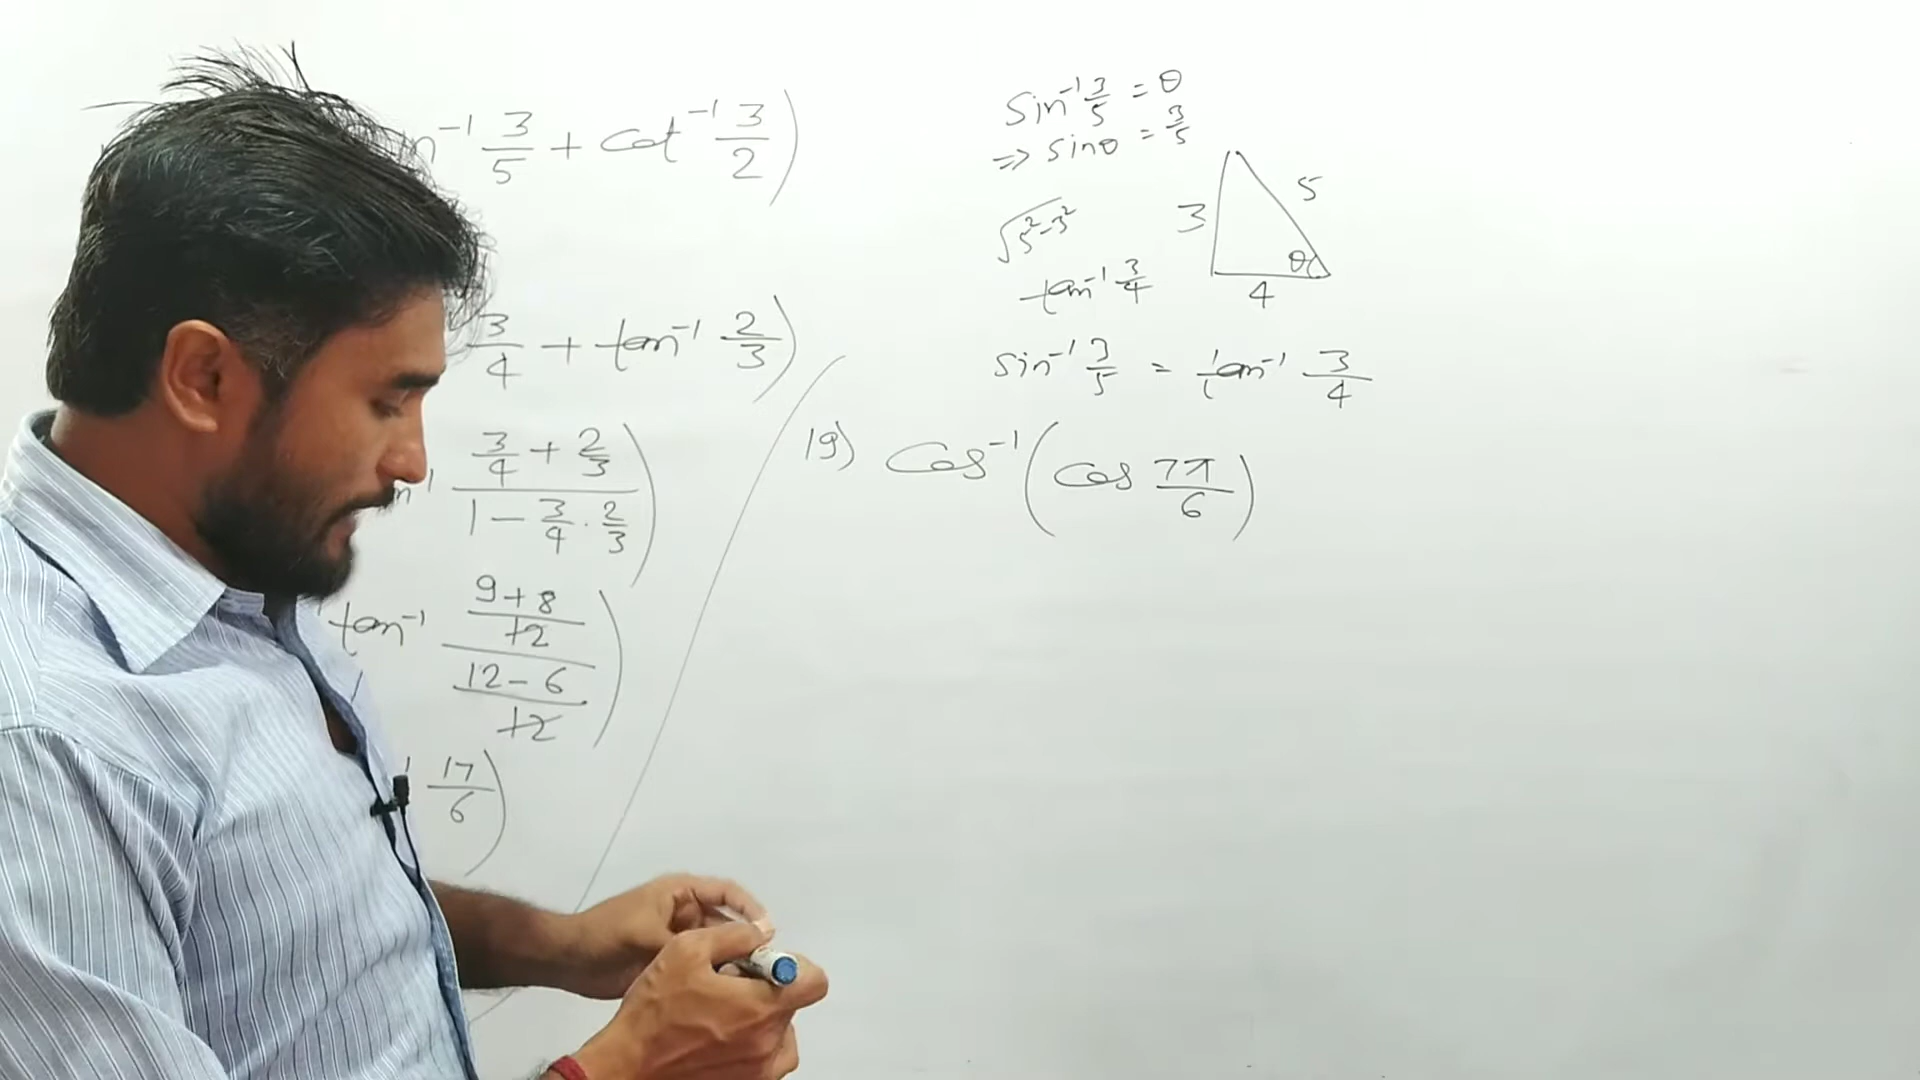 n⁻¹ 3/5 + cot⁻¹ 3/2)
3/4 + tan⁻¹ 2/3)
n⁻¹ (3/4 + 2/3)/(1 - 3/4 · 2/3))
tan⁻¹ ((9+8)/12)/((12-6)/12))
17/6)
Sin⁻¹ 3/5 = θ
⇒ sinθ = 3/5
√5²-3²
3
5
θ
4
tan⁻¹ 3/4
Sin⁻¹ 3/5 = tan⁻¹ 3/4
19) Cos⁻¹(cos 7π/6)